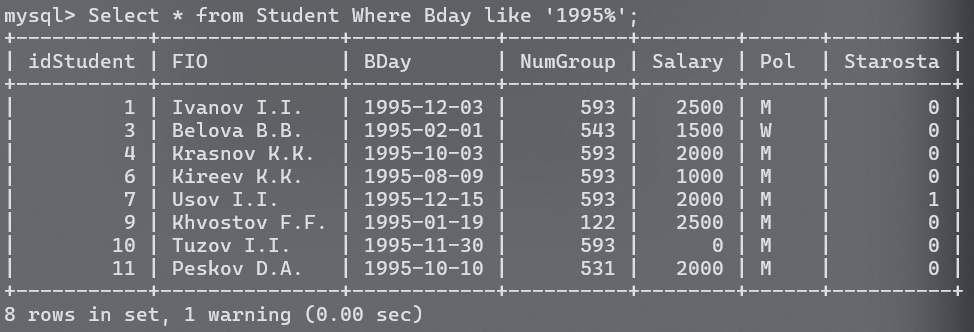 mysql> Select * from Student Where Bday like '1995%';
+-----------+---------------+------------+----------+--------+------+----------+
| idStudent | FIO           | BDay       | NumGroup | Salary | Pol  | Starosta |
+-----------+---------------+------------+----------+--------+------+----------+
|         1 | Ivanov I.I.   | 1995-12-03 |      593 |   2500 | M    |        0 |
|         3 | Belova B.B.   | 1995-02-01 |      543 |   1500 | W    |        0 |
|         4 | Krasnov K.K.  | 1995-10-03 |      593 |   2000 | M    |        0 |
|         6 | Kireev K.K.   | 1995-08-09 |      593 |   1000 | M    |        0 |
|         7 | Usov I.I.     | 1995-12-15 |      593 |   2000 | M    |        1 |
|         9 | Khvostov F.F. | 1995-01-19 |      122 |   2500 | M    |        0 |
|        10 | Tuzov I.I.    | 1995-11-30 |      593 |      0 | M    |        0 |
|        11 | Peskov D.A.   | 1995-10-10 |      531 |   2000 | M    |        0 |
+-----------+---------------+------------+----------+--------+------+----------+
8 rows in set, 1 warning (0.00 sec)